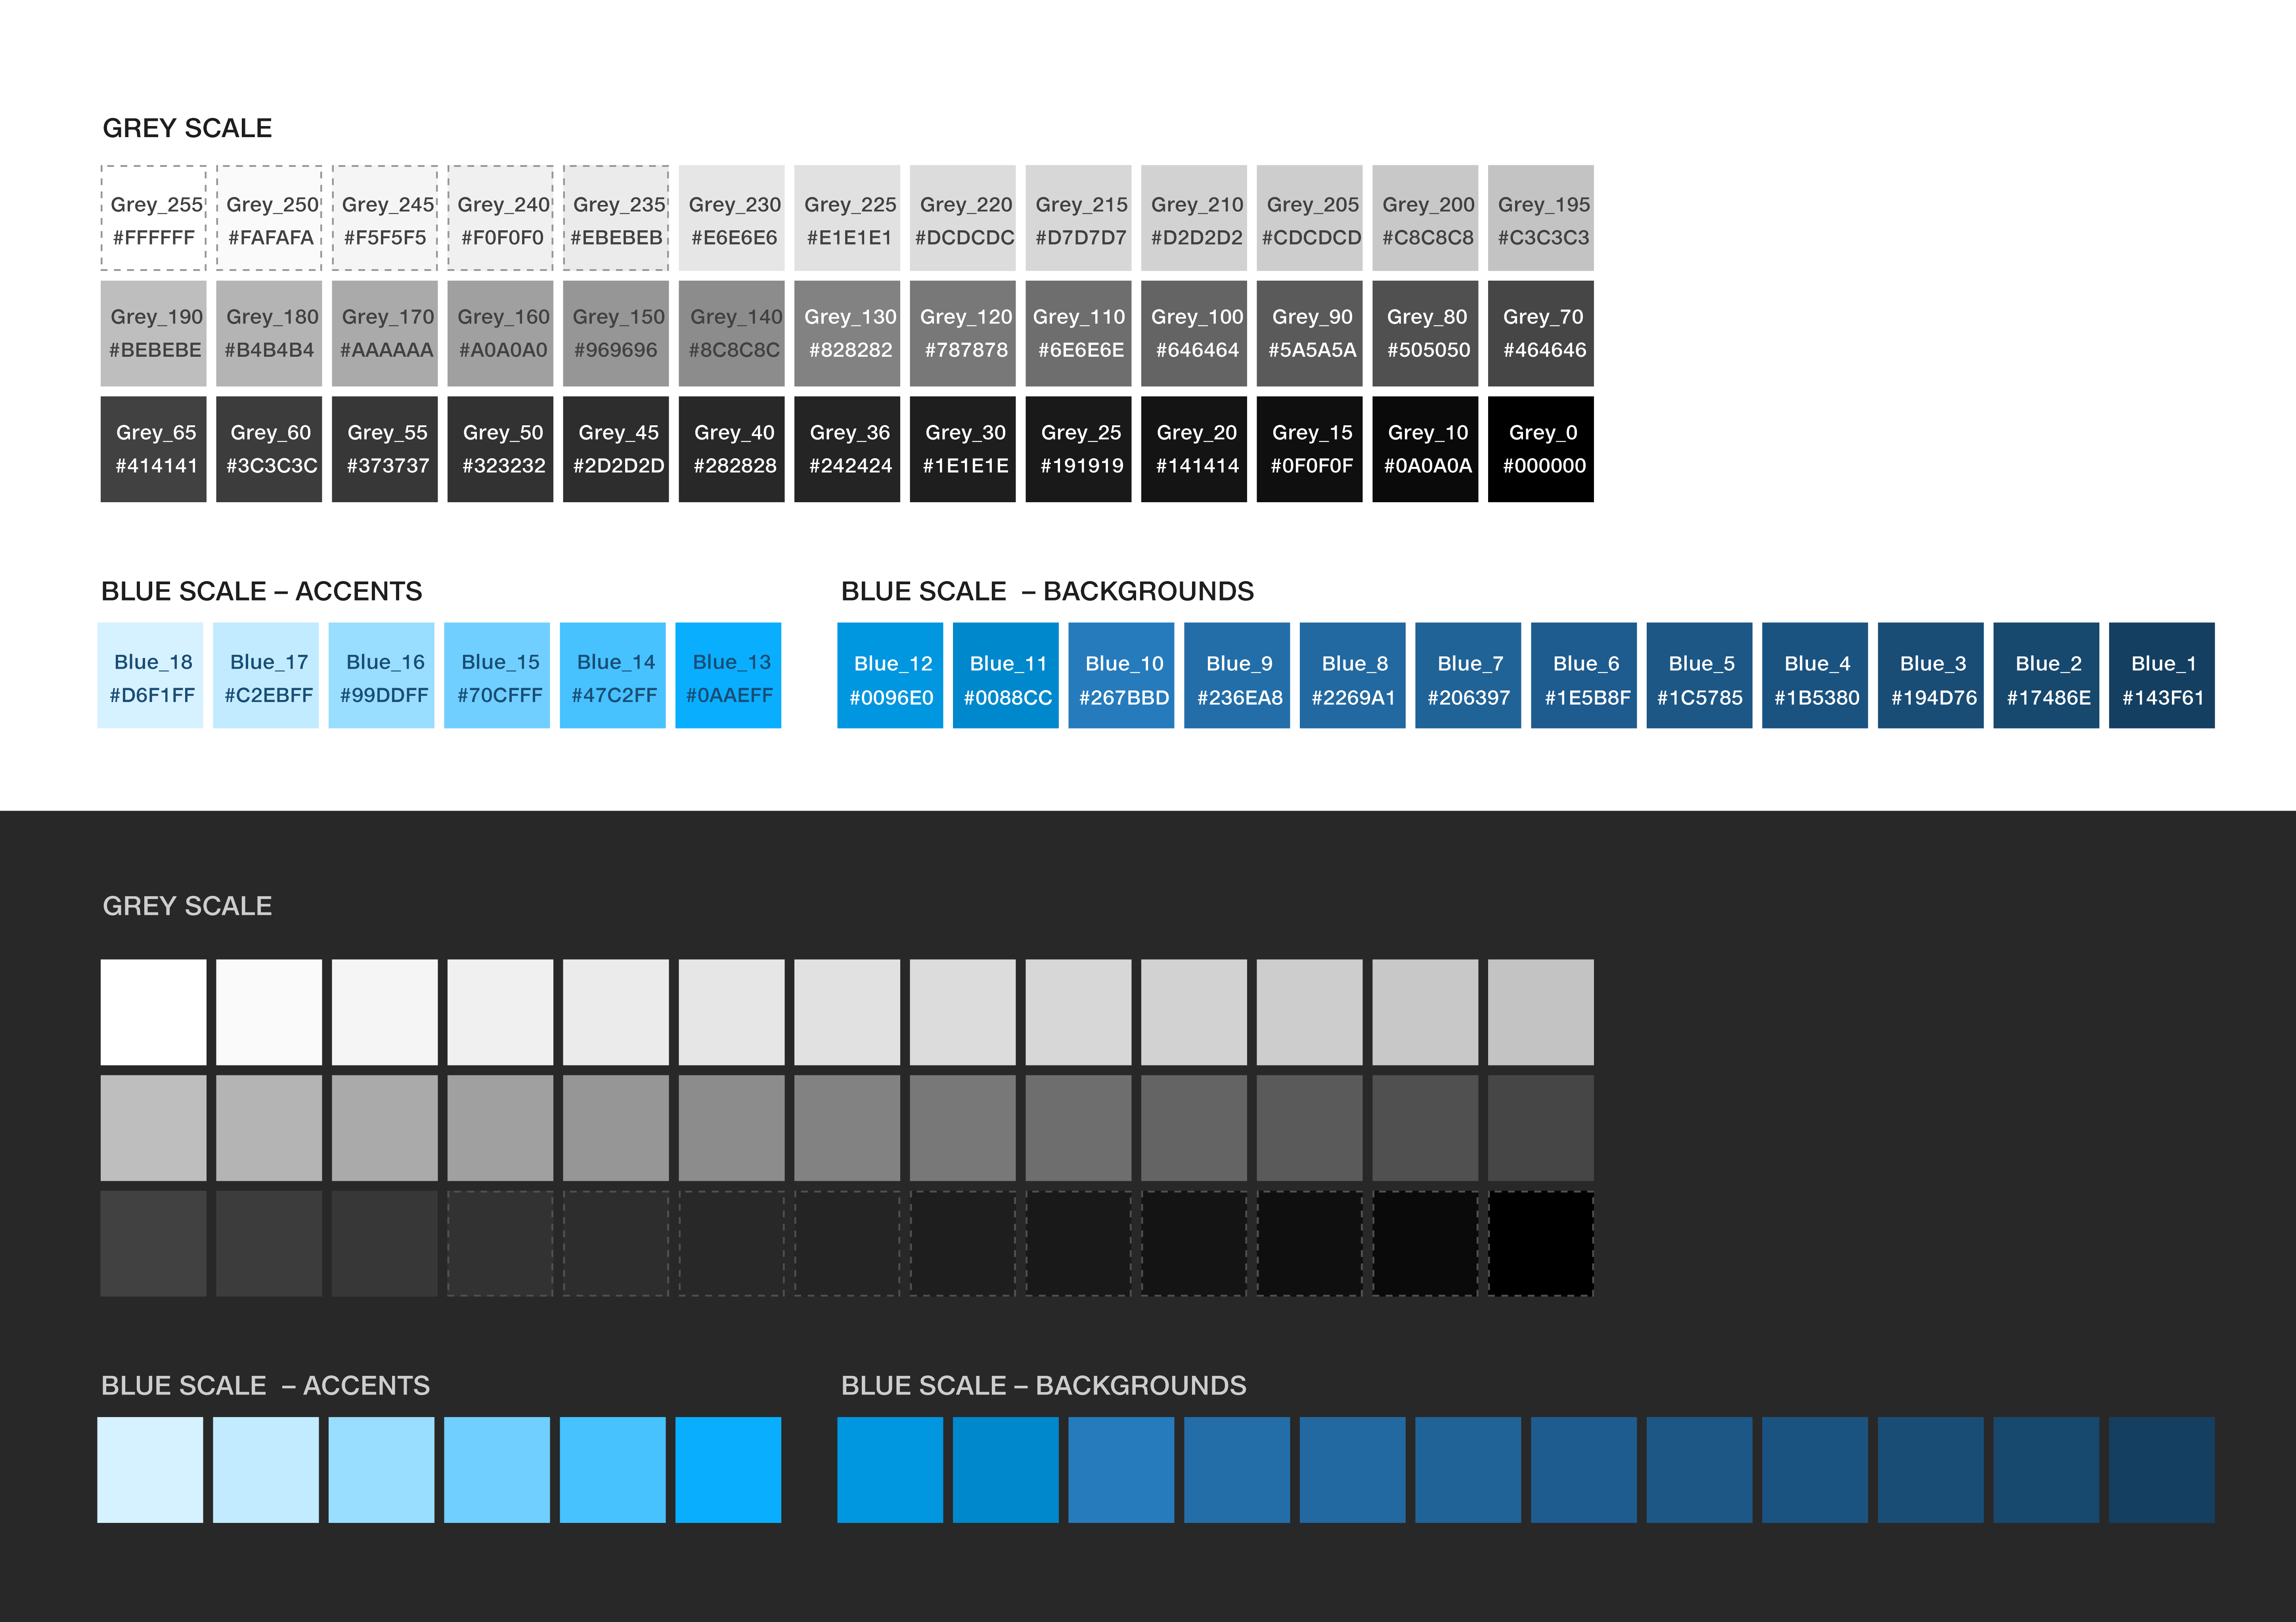 GREY SCALE
Grey_255 Grey_250 Grey_245 Grey_240 Grey_235 Grey_230 Grey_225 Grey_220 Grey_215 Grey_210 Grey_205 Grey_200 Grey_195
#FFFFFF #FAFAFA #F5F5F5 #F0F0F0 #EBEBEB #E6E6E6 #E1E1E1 #DCDCDC #D7D7D7 #D2D2D2 #CDCDCD #C8C8C8 #C3C3C3
Grey_190 Grey_180 Grey_170 Grey_160 Grey_150 Grey_140 Grey_130 Grey_120 Grey_110 Grey_100 Grey_90 Grey_80 Grey_70
#BEBEBE #B4B4B4 #AAAAAA #A0A0A0 #969696 #8C8C8C #828282 #787878 #6E6E6E #646464 #5A5A5A #505050 #464646
Grey_65 Grey_60 Grey_55 Grey_50 Grey_45 Grey_40 Grey_36 Grey_30 Grey_25 Grey_20 Grey_15 Grey_10 Grey_0
#414141 #3C3C3C #373737 #323232 #2D2D2D #282828 #242424 #1E1E1E #191919 #141414 #0F0F0F #0A0A0A #000000
BLUE SCALE – ACCENTS
Blue_18 Blue_17 Blue_16 Blue_15 Blue_14 Blue_13
#D6F1FF #C2EBFF #99DDFF #70CFFF #47C2FF #0AAEFF
BLUE SCALE – BACKGROUNDS
Blue_12 Blue_11 Blue_10 Blue_9 Blue_8 Blue_7 Blue_6 Blue_5 Blue_4 Blue_3 Blue_2 Blue_1
#0096E0 #0088CC #267BBD #236EA8 #2269A1 #206397 #1E5B8F #1C5785 #1B5380 #194D76 #17486E #143F61
GREY SCALE
BLUE SCALE – ACCENTS
BLUE SCALE – BACKGROUNDS